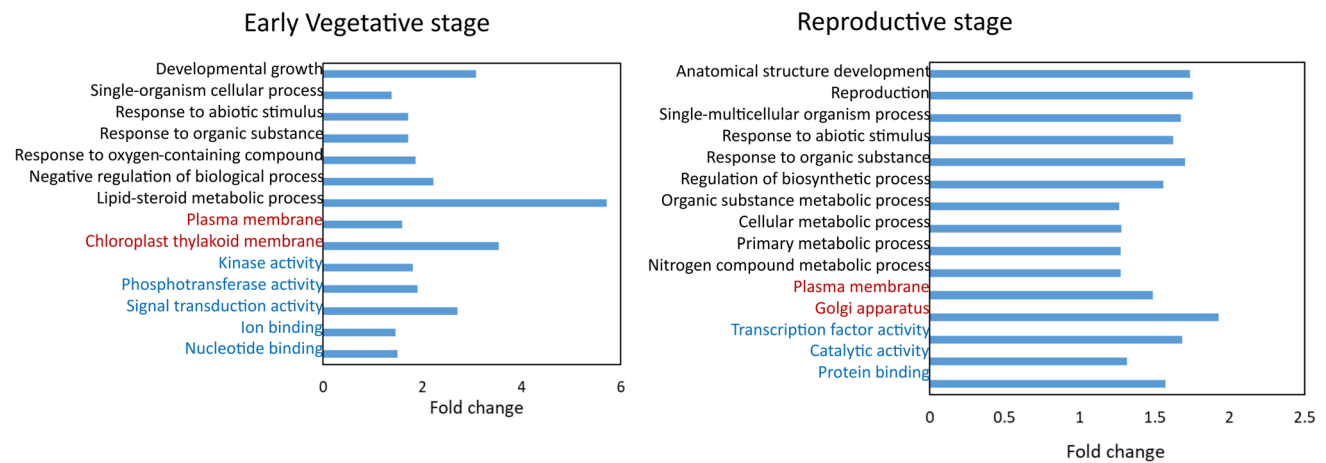 Early Vegetative stage
Developmental growth
Single-organism cellular process
Response to abiotic stimulus
Response to organic substance
Response to oxygen-containing compound
Negative regulation of biological process
Lipid-steroid metabolic process
Plasma membrane
Chloroplast thylakoid membrane
Kinase activity
Phosphotransferase activity
Signal transduction activity
Ion binding
Nucleotide binding
0 2 4 6
Fold change
Reproductive stage
Anatomical structure development
Reproduction
Single-multicellular organism process
Response to abiotic stimulus
Response to organic substance
Regulation of biosynthetic process
Organic substance metabolic process
Cellular metabolic process
Primary metabolic process
Nitrogen compound metabolic process
Plasma membrane
Golgi apparatus
Transcription factor activity
Catalytic activity
Protein binding
0 0.5 1 1.5 2 2.5
Fold change